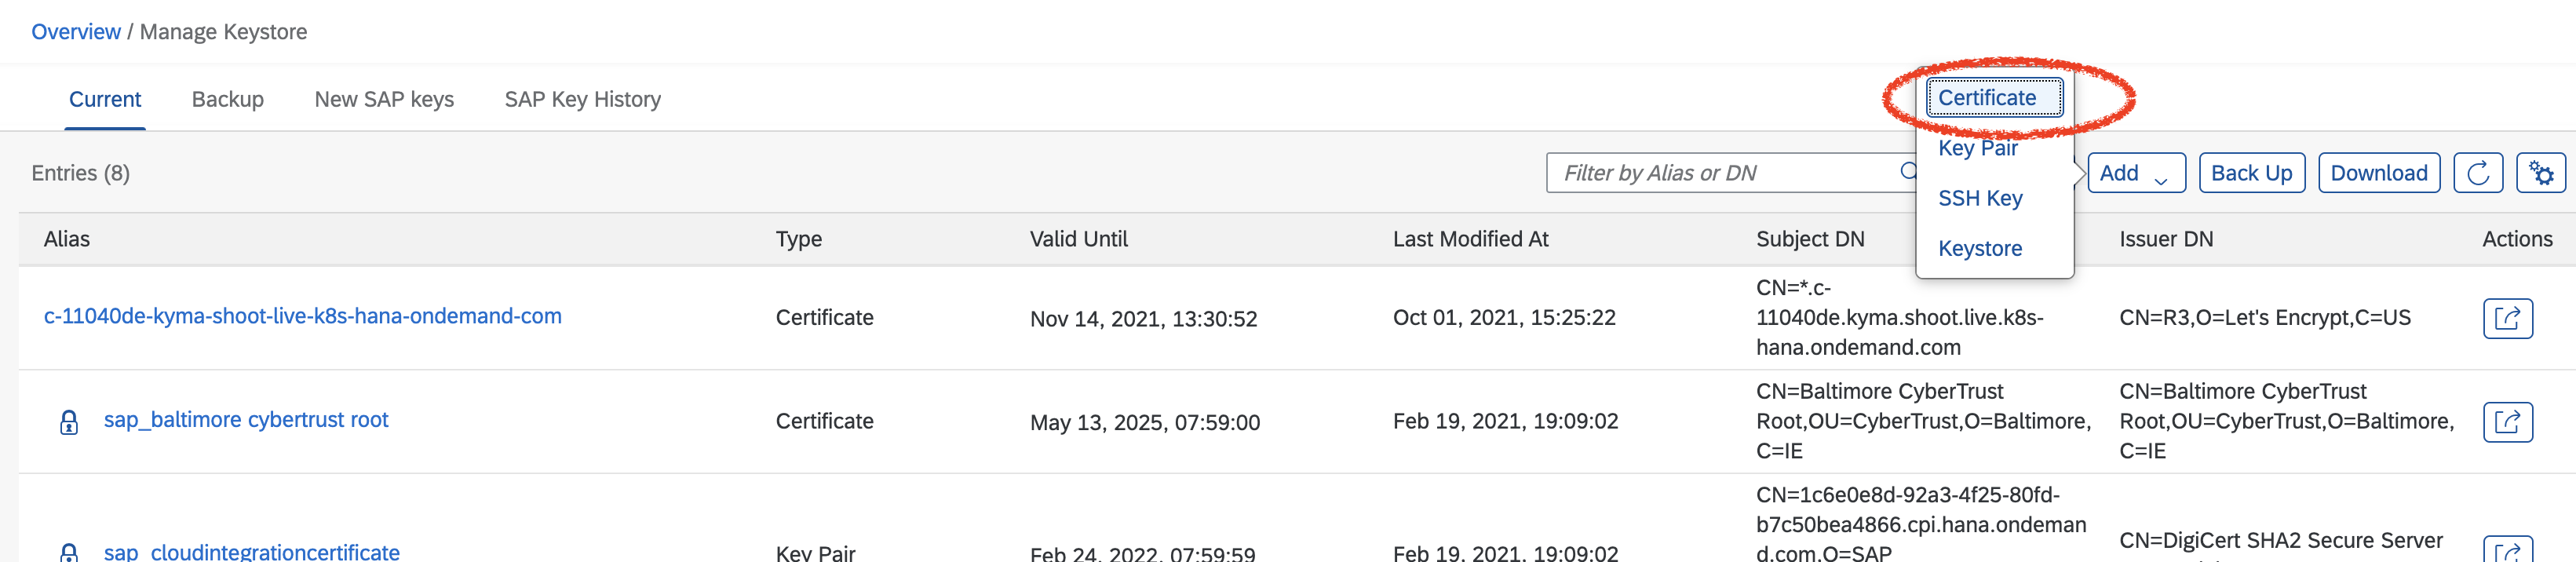 Overview / Manage Keystore
Current Backup New SAP keys SAP Key History
Certificate
Key Pair
SSH Key
Keystore
Entries (8)
Filter by Alias or DN
Add Back Up Download
Alias Type Valid Until Last Modified At Subject DN Issuer DN Actions
c-11040de-kyma-shoot-live-k8s-hana-ondemand-com Certificate Nov 14, 2021, 13:30:52 Oct 01, 2021, 15:25:22
CN=*.c-
11040de.kyma.shoot.live.k8s-
hana.ondemand.com
CN=R3,O=Let's Encrypt,C=US
sap_baltimore cybertrust root Certificate May 13, 2025, 07:59:00 Feb 19, 2021, 19:09:02
CN=Baltimore CyberTrust
Root,OU=CyberTrust,O=Baltimore,
C=IE
CN=Baltimore CyberTrust
Root,OU=CyberTrust,O=Baltimore,
C=IE
sap_cloudintegrationcertificate Key Pair Feb 24, 2022, 07:59:59 Feb 19, 2021, 19:09:02
CN=1c6e0e8d-92a3-4f25-80fd-
b7c50bea4866.cpi.hana.ondeman
d.com,O=SAP
CN=DigiCert SHA2 Secure Server